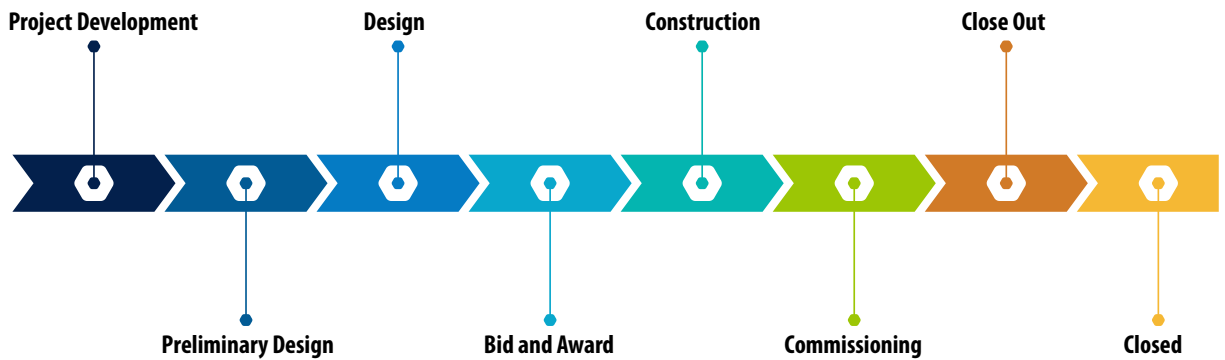 Project Development
Design
Construction
Close Out
Preliminary Design
Bid and Award
Commissioning
Closed